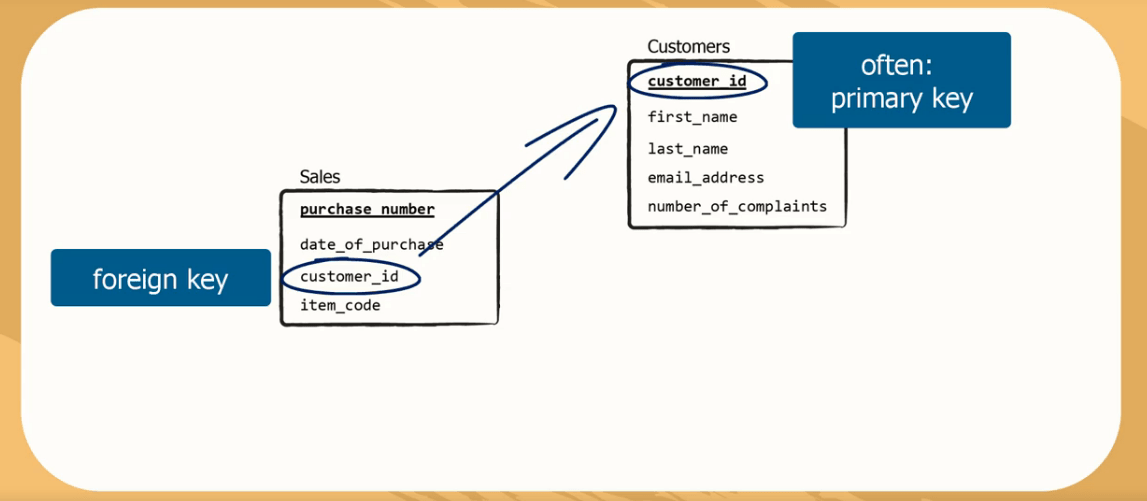 Customers
customer_id
first_name
last_name
email_address
number_of_complaints
often:
primary key
Sales
purchase_number
date_of_purchase
customer_id
item_code
foreign key